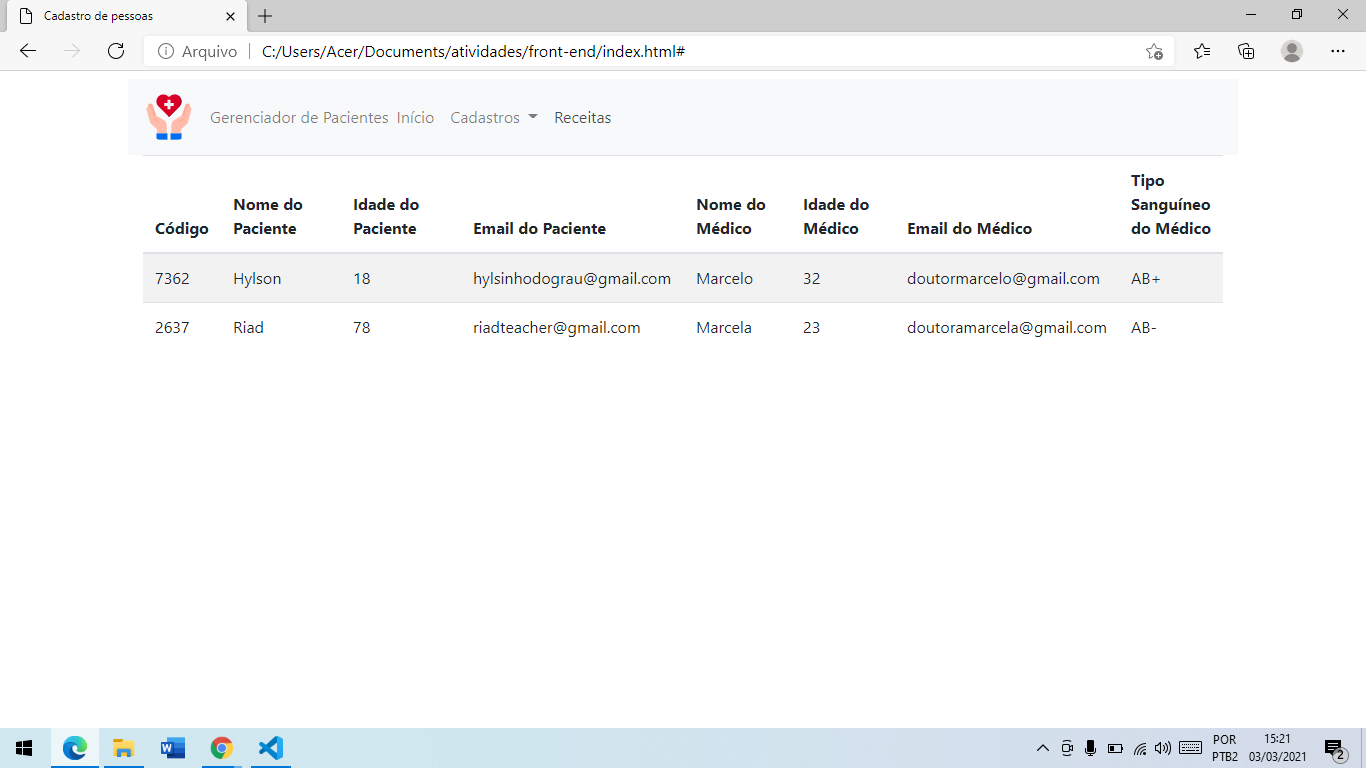 Cadastro de pessoas
Arquivo C:/Users/Acer/Documents/atividades/front-end/index.html#
Gerenciador de Pacientes Início Cadastros Receitas
Código Nome do Paciente Idade do Paciente Email do Paciente Nome do Médico Idade do Médico Email do Médico Tipo Sanguíneo do Médico
7362 Hylson 18 hylsinhodograu@gmail.com Marcelo 32 doutormarcelo@gmail.com AB+
2637 Riad 78 riadteacher@gmail.com Marcela 23 doutoramarcela@gmail.com AB-
POR 15:21
PTB2 03/03/2021 2